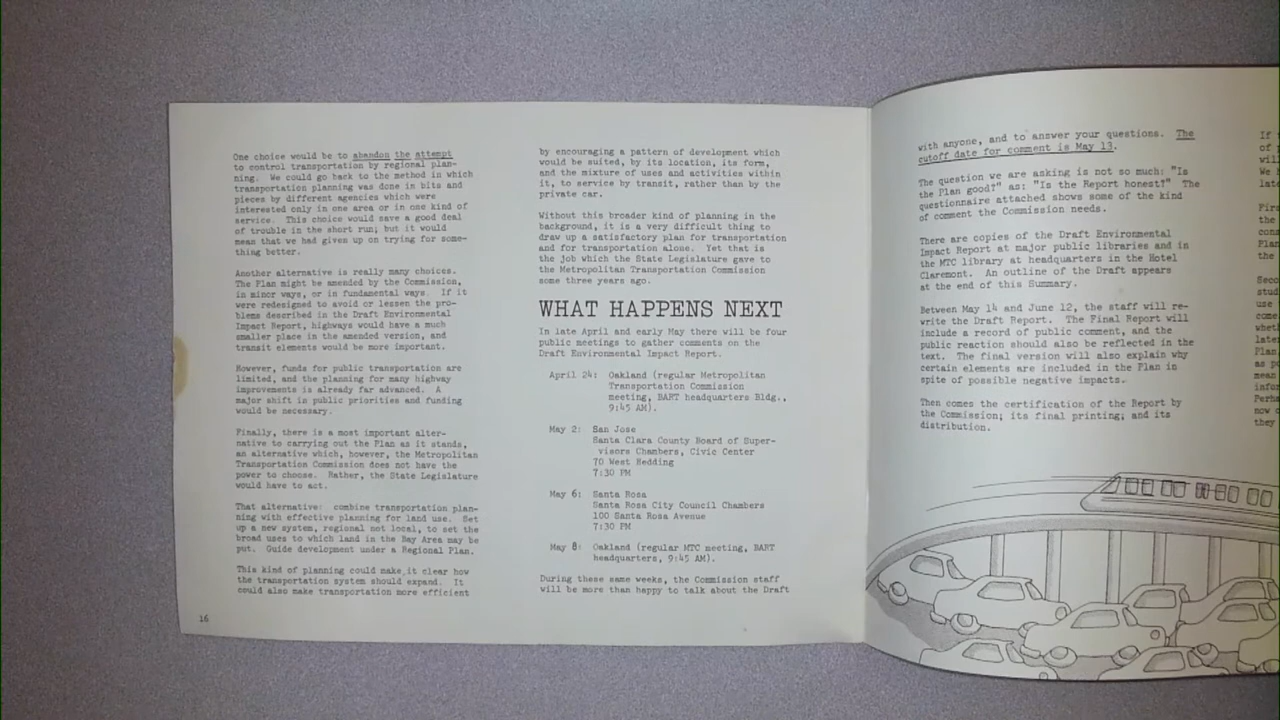 One choice would be to abandon the attempt
to control transportation by regional plan-
ning. We could go back to the method in which
transportation planning was done in bits and
pieces by different agencies which were
interested only in one area or in one kind of
service. This choice would save a good deal
of trouble in the short run; but it would
mean that we had given up on trying for some-
thing better.
Another alternative is really many choices.
The Plan might be amended by the Commission,
in minor ways, or in fundamental ways. If it
were redesigned to avoid or lessen the pro-
blems described in the Draft Environmental
Impact Report, highways would have a much
smaller place in the amended version, and
transit elements would be more important.
However, funds for public transportation are
limited, and the planning for many highway
improvements is already far advanced. A
major shift in public priorities and funding
would be necessary.
Finally, there is a most important alter-
native to carrying out the Plan as it stands,
an alternative which, however, the Metropolitan
Transportation Commission does not have the
power to choose. Rather, the State Legislature
would have to act.
That alternative: combine transportation plan-
ning with effective planning for land use. Set
up a new system, regional not local, to set the
broad uses to which land in the Bay Area may be
put. Guide development under a Regional Plan.
This kind of planning could make it clear how
the transportation system should expand. It
could also make transportation more efficient
16
by encouraging a pattern of development which
would be suited, by its location, its form,
and the mixture of uses and activities within
it, to service by transit, rather than by the
private car.
Without this broader kind of planning in the
background, it is a very difficult thing to
draw up a satisfactory plan for transportation
and for transportation alone. Yet that is
the job which the State Legislature gave to
the Metropolitan Transportation Commission
some three years ago.
WHAT HAPPENS NEXT
In late April and early May there will be four
public meetings to gather comments on the
Draft Environmental Impact Report.
April 24: Oakland (regular Metropolitan
Transportation Commission
meeting, BART headquarters Bldg.,
9:45 AM).
May 2: San Jose
Santa Clara County Board of Super-
visors Chambers, Civic Center
70 West Hedding
7:30 PM
May 6: Santa Rosa
Santa Rosa City Council Chambers
100 Santa Rosa Avenue
7:30 PM
May 8: Oakland (regular MTC meeting, BART
headquarters, 9:45 AM).
During these same weeks, the Commission staff
will be more than happy to talk about the Draft
with anyone, and to answer your questions. The
cutoff date for comment is May 13.
The question we are asking is not so much: "Is
the Plan good?" as: "Is the Report honest?" The
questionnaire attached shows some of the kind
of comment the Commission needs.
There are copies of the Draft Environmental
Impact Report at major public libraries and in
the MTC library at headquarters in the Hotel
Claremont. An outline of the Draft appears
at the end of this Summary.
Between May 14 and June 12, the staff will re-
write the Draft Report. The Final Report will
include a record of public comment, and the
public reaction should also be reflected in the
text. The final version will also explain why
certain elements are included in the Plan in
spite of possible negative impacts.
Then comes the certification of the Report by
the Commission; its final printing; and its
distribution.
If
of
will
We
the
Plan
the
use
Plan
as
mean
now
they